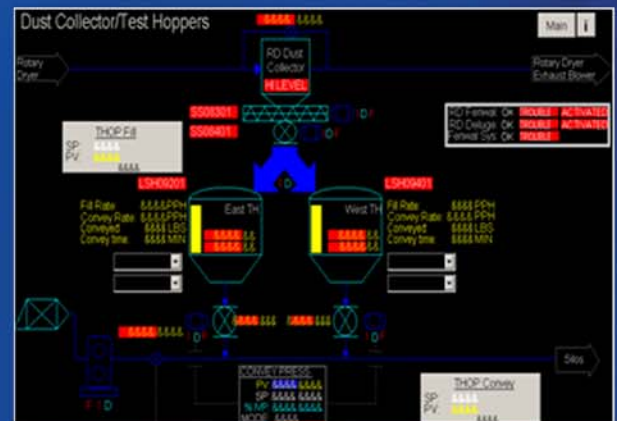 Dust Collector/Test Hoppers
Main
i
&&&& &&&&
Rotary
Dryer
RD Dust
Collector
HI LEVEL
Rotary Dryer
Exhaust Blower
SS08301
I D F
SS08401
I D F
RD Fenwal: OK TROUBLE ACTIVATED
RD Deluge: OK TROUBLE ACTIVATED
Fenwal Sys: OK TROUBLE
THOP Fill
SP: &&&&
PV: &&&&
&&&&
I D
LSH09201
LSH09401
East TH
West TH
Fill Rate: &&&&PPH
Convey Rate: &&&&PPH
Conveyed: &&&& LBS
Convey time: &&&& MIN
&&&& &&
&&&& &&
&&&& &&
&&&& &&
Fill Rate: &&&&PPH
Convey Rate: &&&&PPH
Conveyed: &&&& LBS
Convey time: &&&& MIN
I D F
&&&& &&&
&&&& &&&
I D F
&&&& &&&&
F I D
Silos
CONVEY PRESS.
PV: &&&& &&&&
SP: &&&& &&&&
% MP: &&&& &&&&
MODE: &&&&
THOP Convey
SP: &&&&
PV: &&&&
&&&&